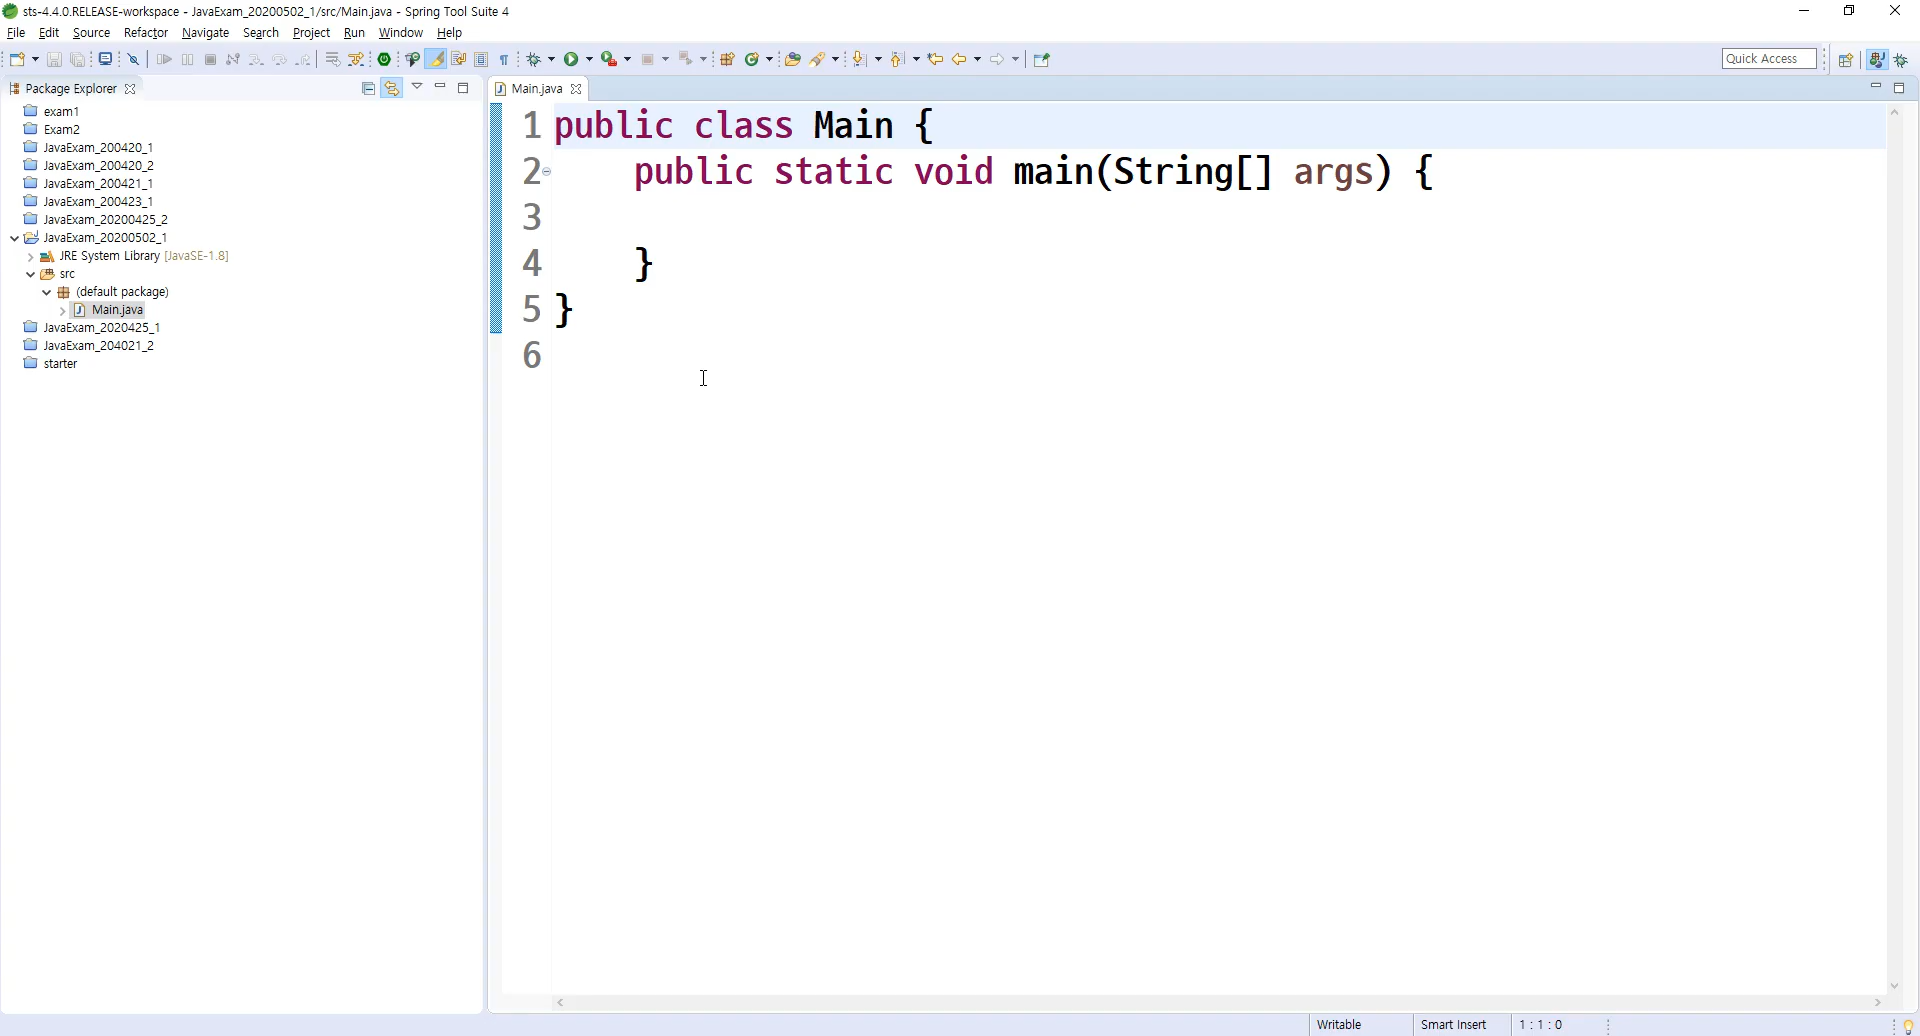 sts-4.4.0.RELEASE-workspace - JavaExam_20200502_1/src/Main.java - Spring Tool Suite 4
File Edit Source Refactor Navigate Search Project Run Window Help
Quick Access
Package Explorer
exam1
Exam2
JavaExam_200420_1
JavaExam_200420_2
JavaExam_200421_1
JavaExam_200423_1
JavaExam_20200425_2
JavaExam_20200502_1
JRE System Library [JavaSE-1.8]
src
(default package)
Main.java
JavaExam_2020425_1
JavaExam_204021_2
starter
Main.java
1 public class Main {
2 public static void main(String[] args) {
3
4 }
5 }
6
Writable Smart Insert 1 : 1 : 0